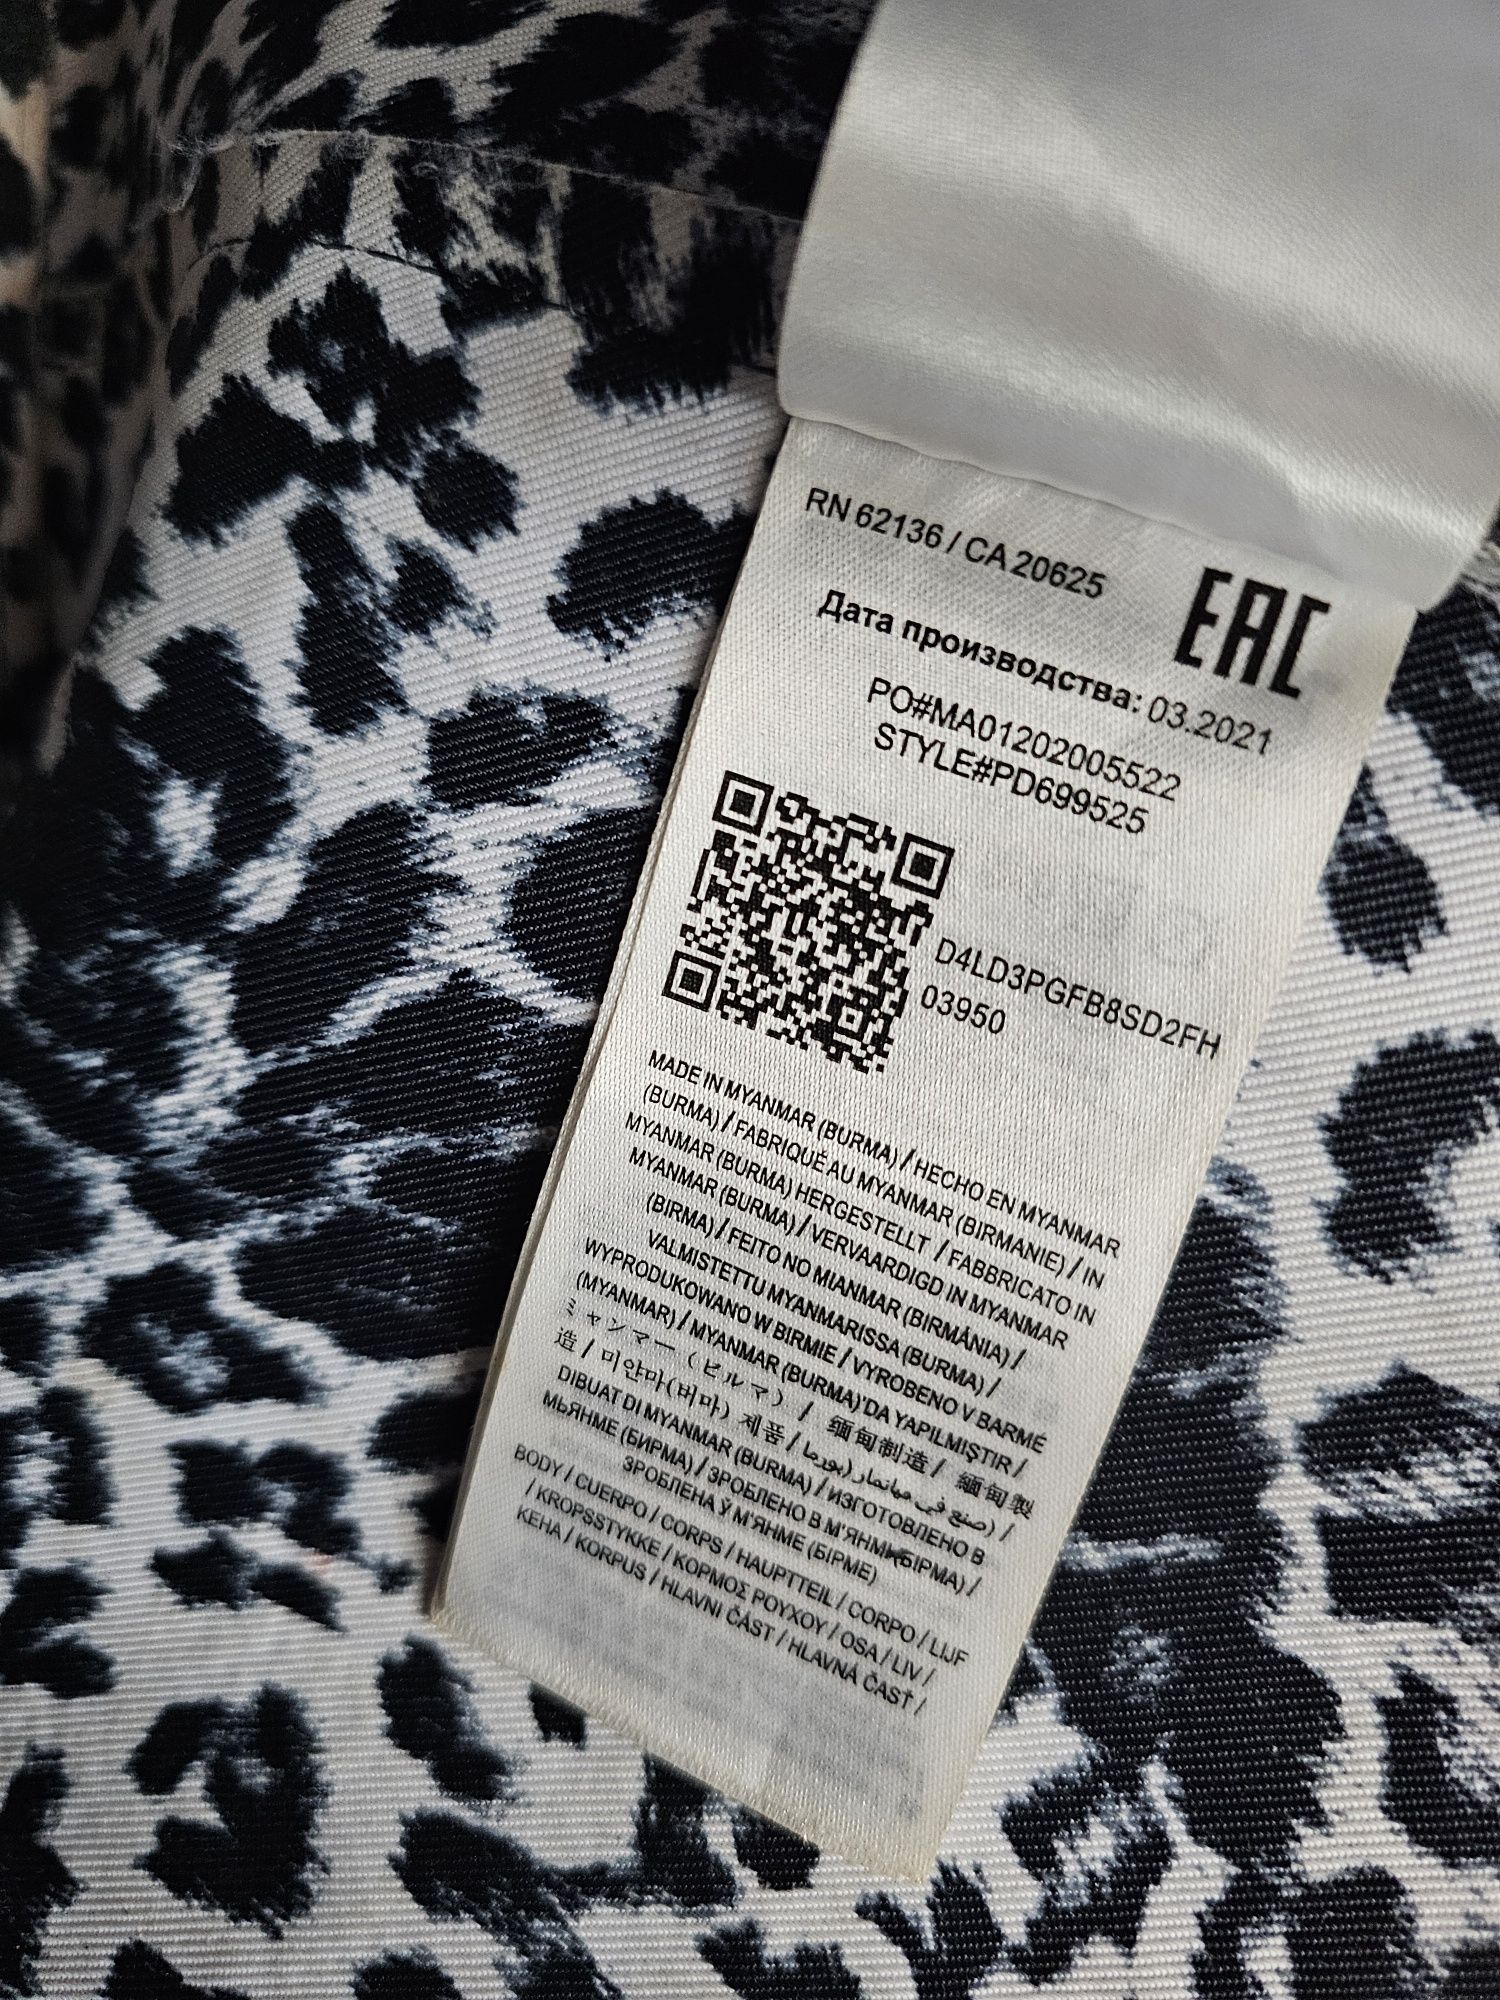 RN 62136 / CA 20625
EAC
Дата производства: 03.2021
PO#MA01202005522
STYLE#PD699525
D4LD3PGFB8SD2FH
03950
MADE IN MYANMAR (BURMA) / HECHO EN MYANMAR
(BURMA) / FABRIQUÉ AU MYANMAR (BIRMANIE) / IN
MYANMAR (BURMA) HERGESTELLT / FABBRICATO IN
MYANMAR (BURMA) / VERVAARDIGD IN MYANMAR
(BIRMA) / FEITO NO MIANMAR (BIRMÂNIA) /
VALMISTETTU MYANMARISSA (BURMA) /
WYPRODUKOWANO W BIRMIE / VYROBENO V BARMĚ
(MYANMAR) / MYANMAR (BURMA)'DA YAPILMIŞTIR /
ミャンマー（ビルマ） / 緬甸制造 / 緬甸製
造 / 미얀마(버마) 제품 / صنع في ميانمار (بورما) /
DIBUAT DI MYANMAR (BURMA) / ИЗГОТОВЛЕНО В
МЬЯНМЕ (БИРМА) / ЗРОБЛЕНО В М'ЯНМІ (БІРМА) /
ЗРОБЛЕНА Ў М'ЯНМЕ (БІРМЕ)
BODY / CUERPO / CORPS / HAUPTTEIL / CORPO / LIJF
/ KROPSSTYKKE / ΚΟΡΜΟΣ ΡΟΥΧΟΥ / OSA / LIV /
KEHA / KORPUS / HLAVNI ČÁST / HLAVNÁ ČASŤ /